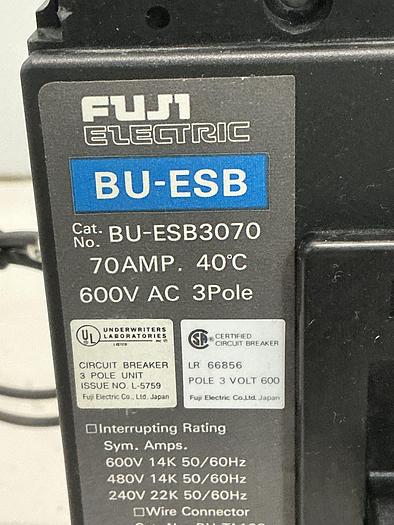 FUJI
ELECTRIC
BU-ESB
Cat. No. BU-ESB3070
70AMP. 40℃
600V AC 3Pole
UL UNDERWRITERS LABORATORIES
CIRCUIT BREAKER
3 POLE UNIT
ISSUE NO. L-5759
Fuji Electric Co., Ltd. Japan
CERTIFIED
CIRCUIT BREAKER
LR 66856
POLE 3 VOLT 600
Fuji Electric Co.,Ltd. Japan
□Interrupting Rating
Sym. Amps.
600V 14K 50/60Hz
480V 14K 50/60Hz
240V 22K 50/60Hz
□Wire Connector